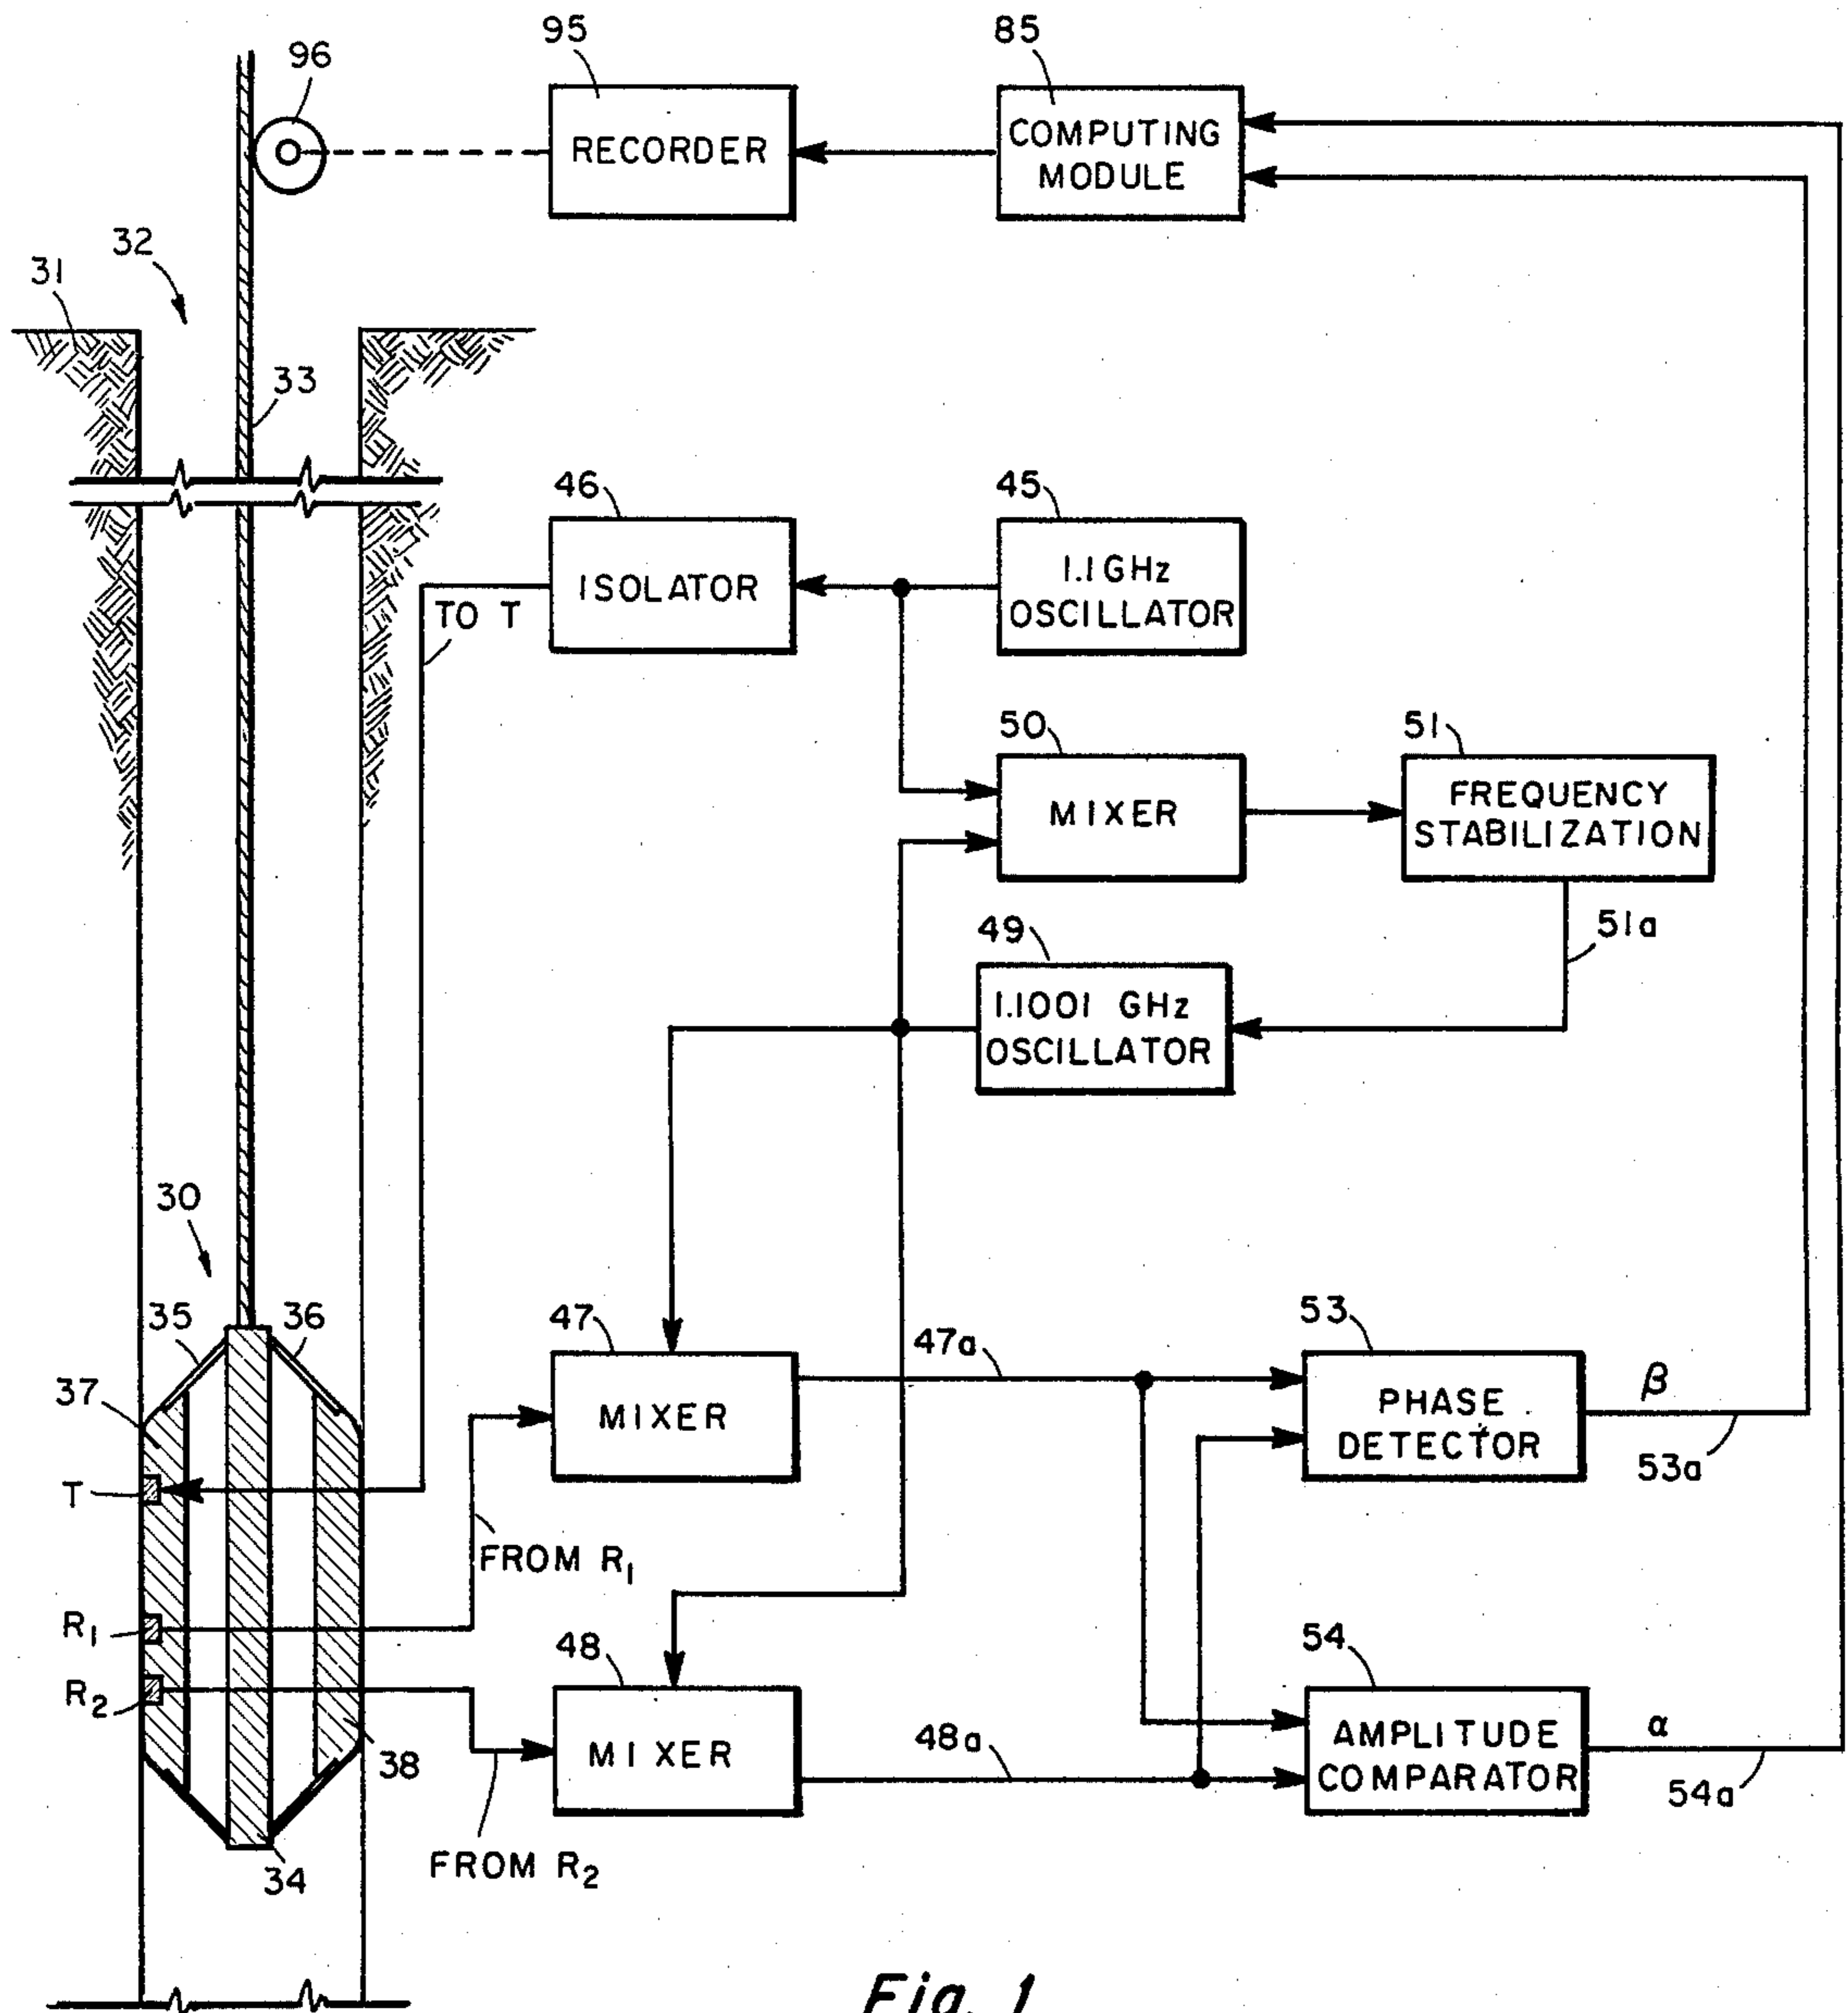 95
85
96
RECORDER
COMPUTING
MODULE
32
31
33
46
45
ISOLATOR
1.1 GHz
OSCILLATOR
TO T
50
51
MIXER
FREQUENCY
STABILIZATION
49
51a
1.1001 GHz
OSCILLATOR
30
35
36
47
47a
53
37
MIXER
PHASE
DETECTOR
β
53a
T
FROM R1
R1
48
54
R2
MIXER
48a
AMPLITUDE
COMPARATOR
α
54a
38
34
FROM R2
Fig. 1